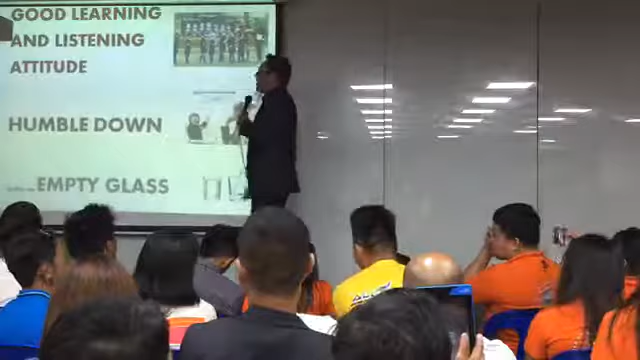 GOOD LEARNING
AND LISTENING
ATTITUDE
HUMBLE DOWN
EMPTY GLASS